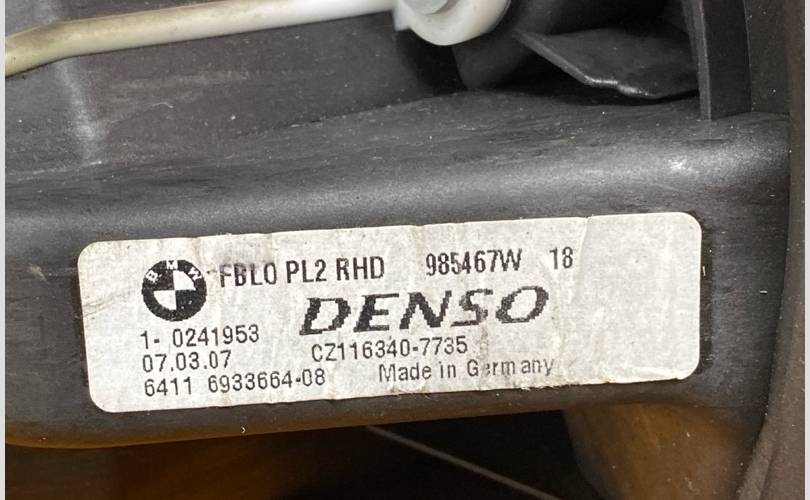 BMW FBLO PL2 RHD 985467W 18
DENSO
1- 0241953
CZ116340-7735
07.03.07
6411 6933664-08 Made in Germany